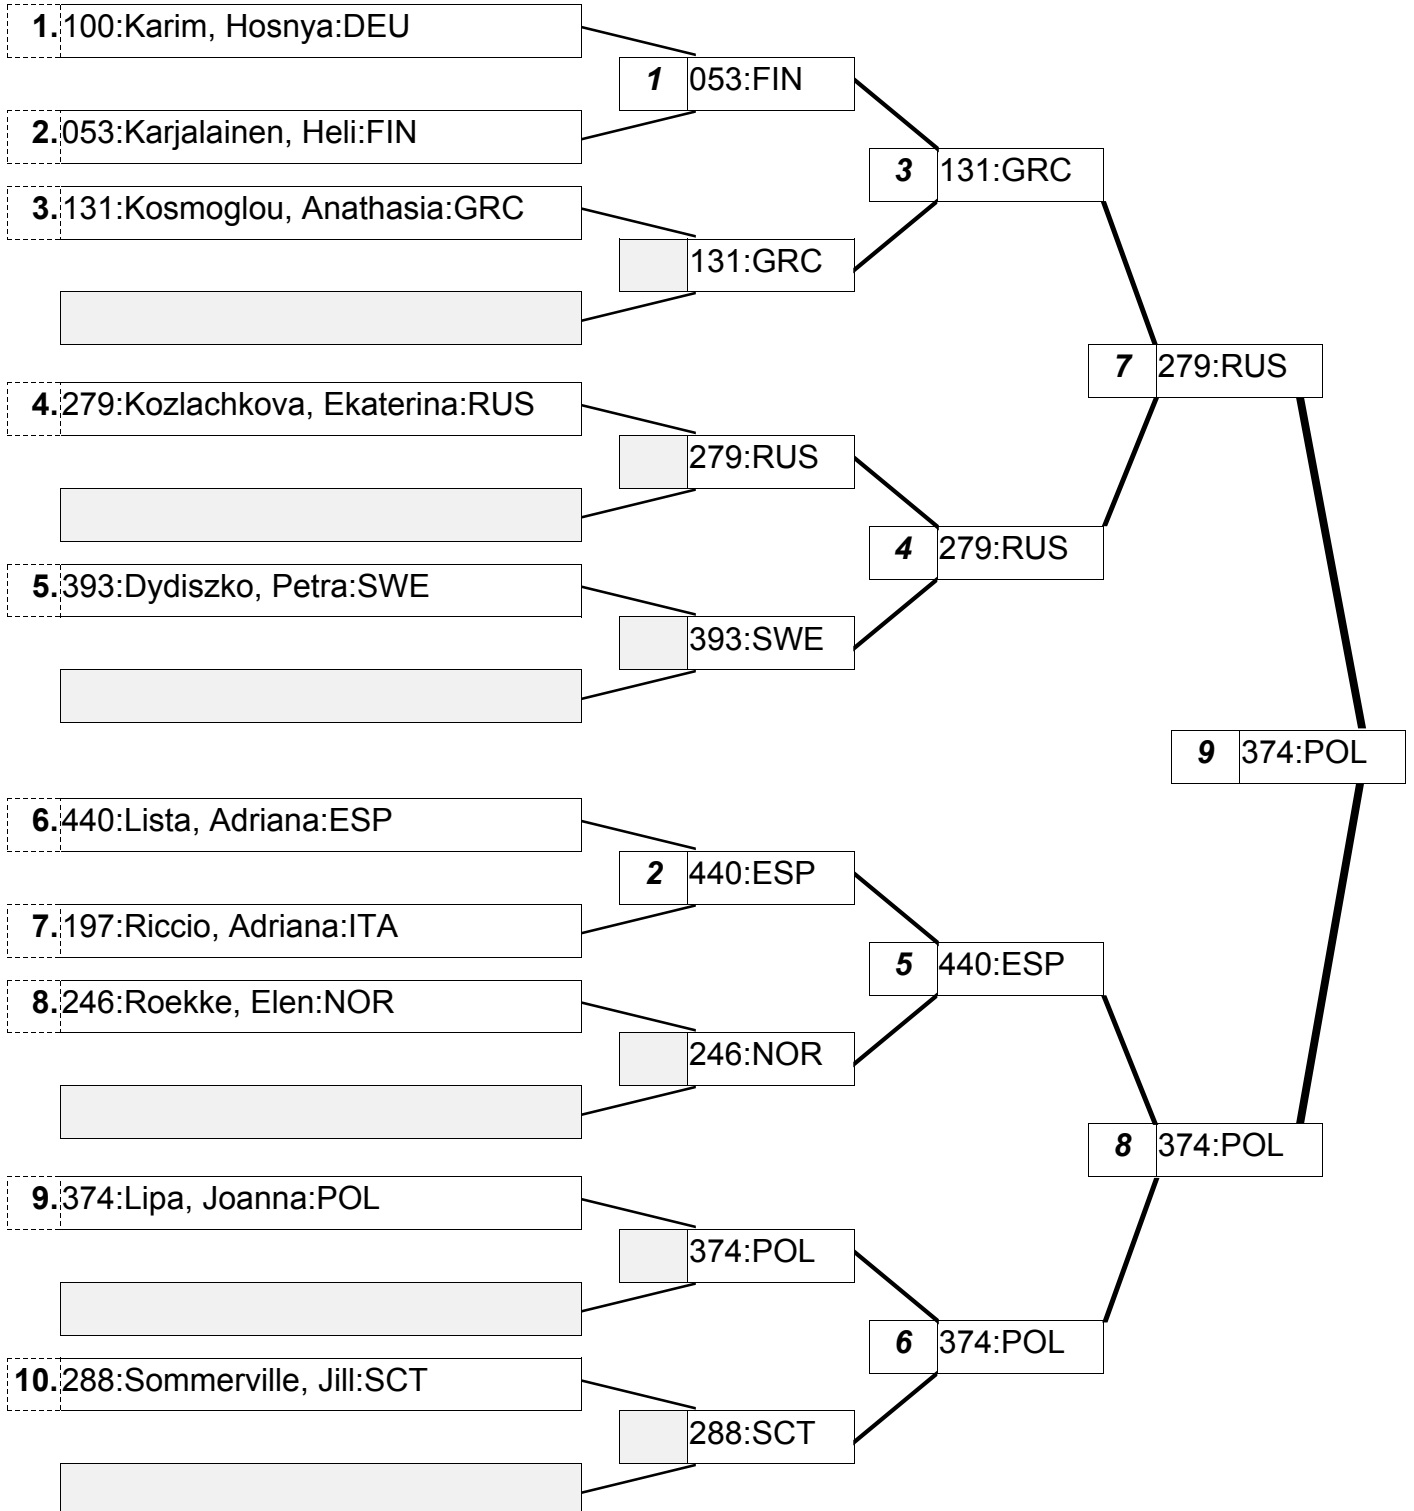 1. 100:Karim, Hosnya:DEU
1 053:FIN
2. 053:Karjalainen, Heli:FIN
3 131:GRC
3. 131:Kosmoglou, Anathasia:GRC
131:GRC
7 279:RUS
4. 279:Kozlachkova, Ekaterina:RUS
279:RUS
4 279:RUS
5. 393:Dydiszko, Petra:SWE
393:SWE
9 374:POL
6. 440:Lista, Adriana:ESP
2 440:ESP
7. 197:Riccio, Adriana:ITA
5 440:ESP
8. 246:Roekke, Elen:NOR
246:NOR
8 374:POL
9. 374:Lipa, Joanna:POL
374:POL
6 374:POL
10. 288:Sommerville, Jill:SCT
288:SCT